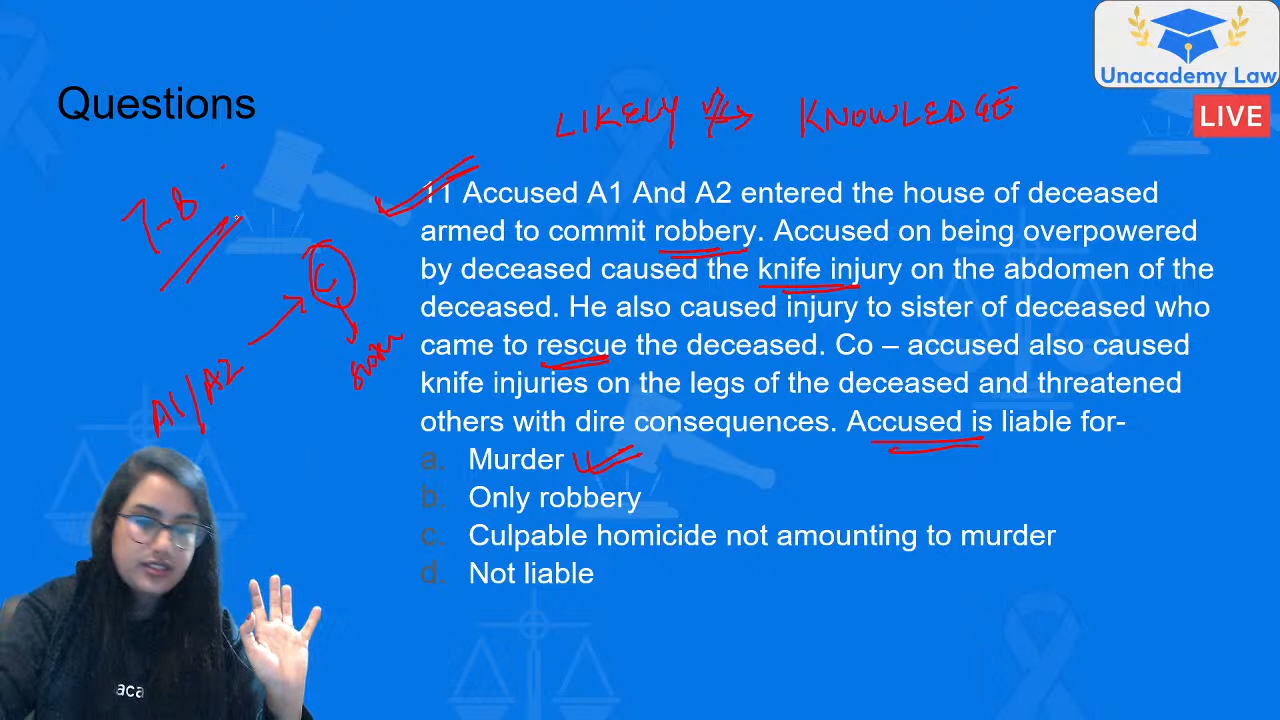 Unacademy Law
LIVE
Questions
LIKELY v/s KNOWLEDGE
11 Accused A1 And A2 entered the house of deceased
armed to commit robbery. Accused on being overpowered
by deceased caused the knife injury on the abdomen of the
deceased. He also caused injury to sister of deceased who
came to rescue the deceased. Co – accused also caused
knife injuries on the legs of the deceased and threatened
others with dire consequences. Accused is liable for-
a. Murder
b. Only robbery
c. Culpable homicide not amounting to murder
d. Not liable
7-8
C
A1/A2
aca